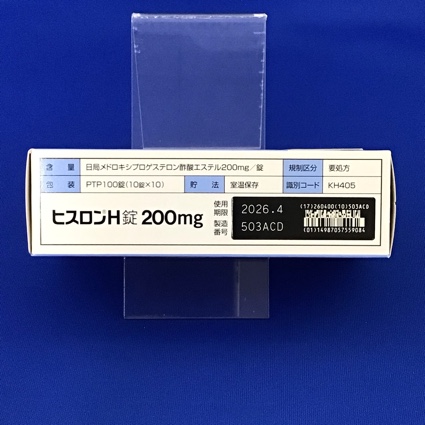 含 量 日局メドロキシプロゲステロン酢酸エステル200mg/錠 規制区分 要処方
包 装 PTP100錠(10錠×10) 貯 法 室温保存 識別コード KH405
ヒスロンH錠 200mg
使用期限 2026.4
製造番号 503ACD
(17)260400(10)503ACD
(01)14987057559084